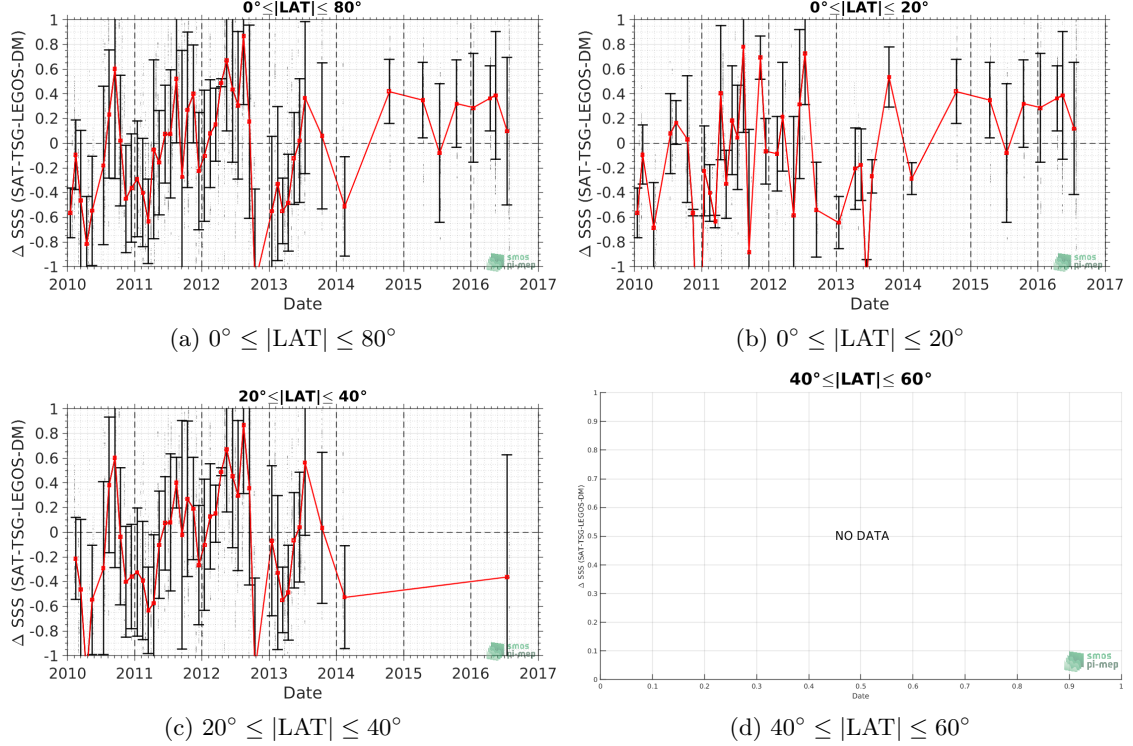 0°≤|LAT|≤ 80°
Δ SSS (SAT-TSG-LEGOS-DM)
1
0.8
0.6
0.4
0.2
0
-0.2
-0.4
-0.6
-0.8
-1
2010 2011 2012 2013 2014 2015 2016 2017
Date
smos
pi-mep
(a) 0° ≤ |LAT| ≤ 80°
0°≤|LAT|≤ 20°
Δ SSS (SAT-TSG-LEGOS-DM)
1
0.8
0.6
0.4
0.2
0
-0.2
-0.4
-0.6
-0.8
-1
2010 2011 2012 2013 2014 2015 2016 2017
Date
smos
pi-mep
(b) 0° ≤ |LAT| ≤ 20°
20°≤|LAT|≤ 40°
Δ SSS (SAT-TSG-LEGOS-DM)
1
0.8
0.6
0.4
0.2
0
-0.2
-0.4
-0.6
-0.8
-1
2010 2011 2012 2013 2014 2015 2016 2017
Date
smos
pi-mep
(c) 20° ≤ |LAT| ≤ 40°
40°≤|LAT|≤ 60°
Δ SSS (SAT-TSG-LEGOS-DM)
1
0.9
0.8
0.7
0.6
0.5
0.4
0.3
0.2
0.1
0
NO DATA
0 0.1 0.2 0.3 0.4 0.5 0.6 0.7 0.8 0.9 1
Date
smos
pi-mep
(d) 40° ≤ |LAT| ≤ 60°